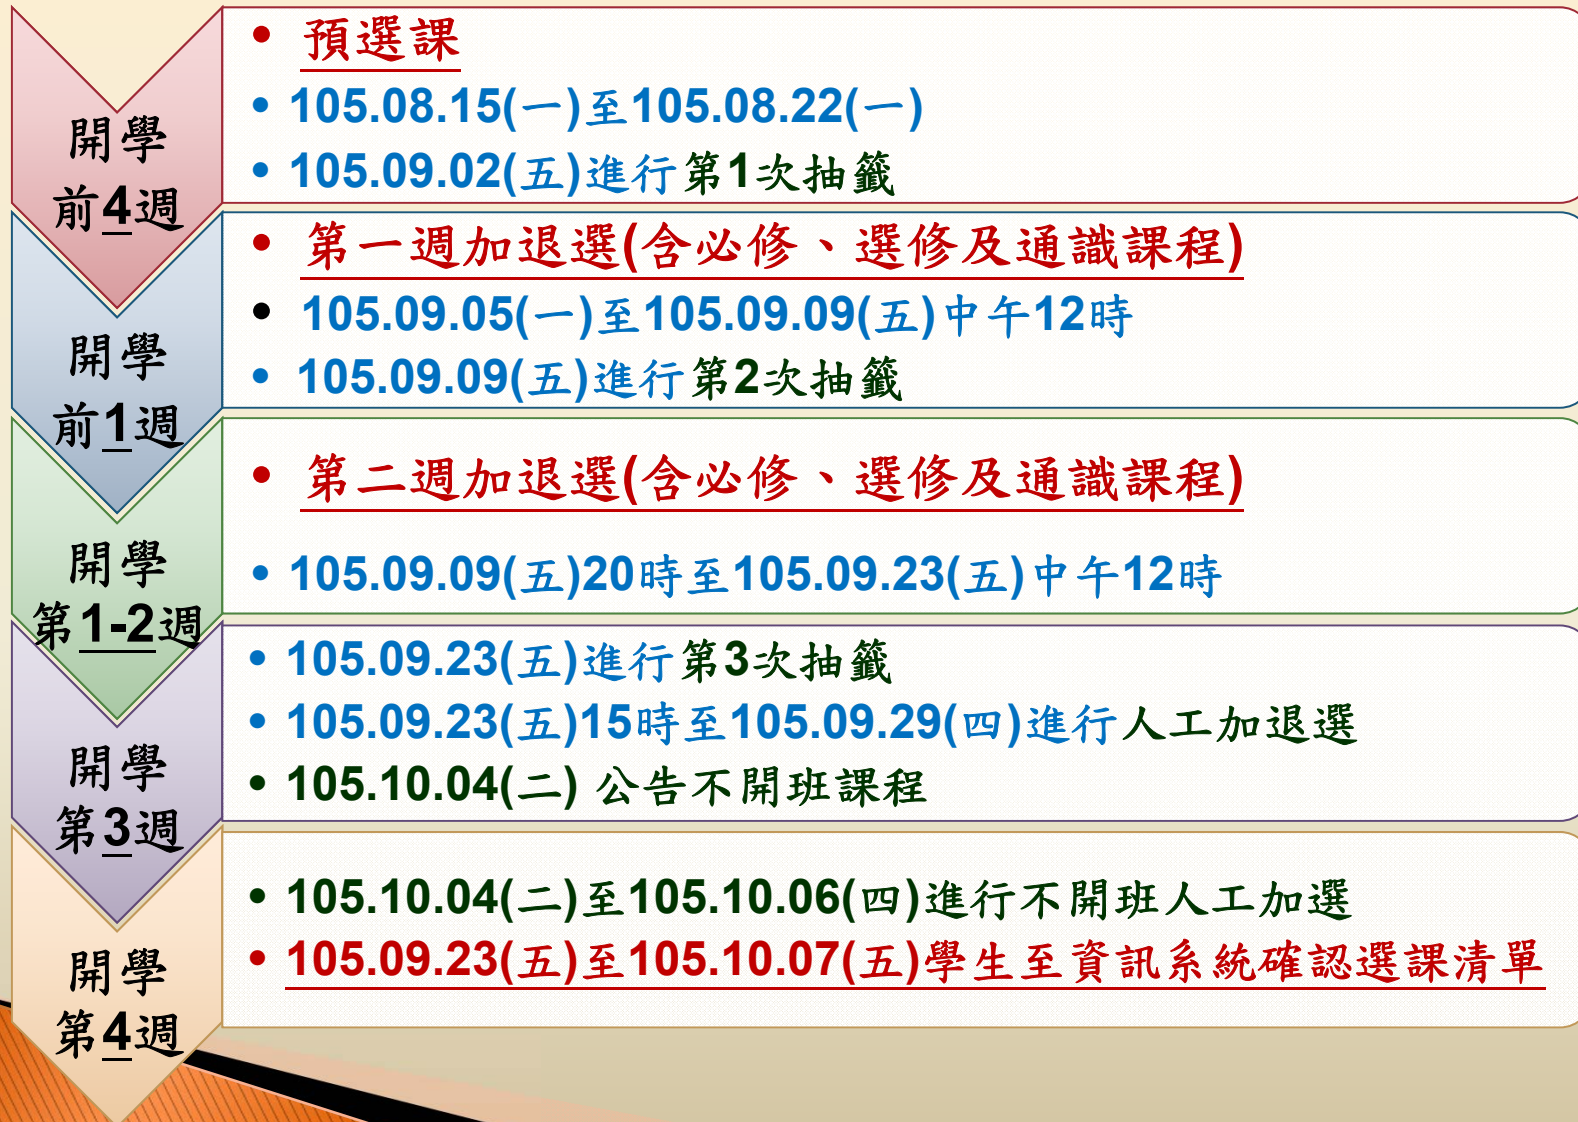 開學
前4週
預選課
105.08.15(一)至105.08.22(一)
105.09.02(五)進行第1次抽籤
開學
前1週
第一週加退選(含必修、選修及通識課程)
105.09.05(一)至105.09.09(五)中午12時
105.09.09(五)進行第2次抽籤
開學
第1-2週
第二週加退選(含必修、選修及通識課程)
105.09.09(五)20時至105.09.23(五)中午12時
開學
第3週
105.09.23(五)進行第3次抽籤
105.09.23(五)15時至105.09.29(四)進行人工加退選
105.10.04(二) 公告不開班課程
開學
第4週
105.10.04(二)至105.10.06(四)進行不開班人工加選
105.09.23(五)至105.10.07(五)學生至資訊系統確認選課清單